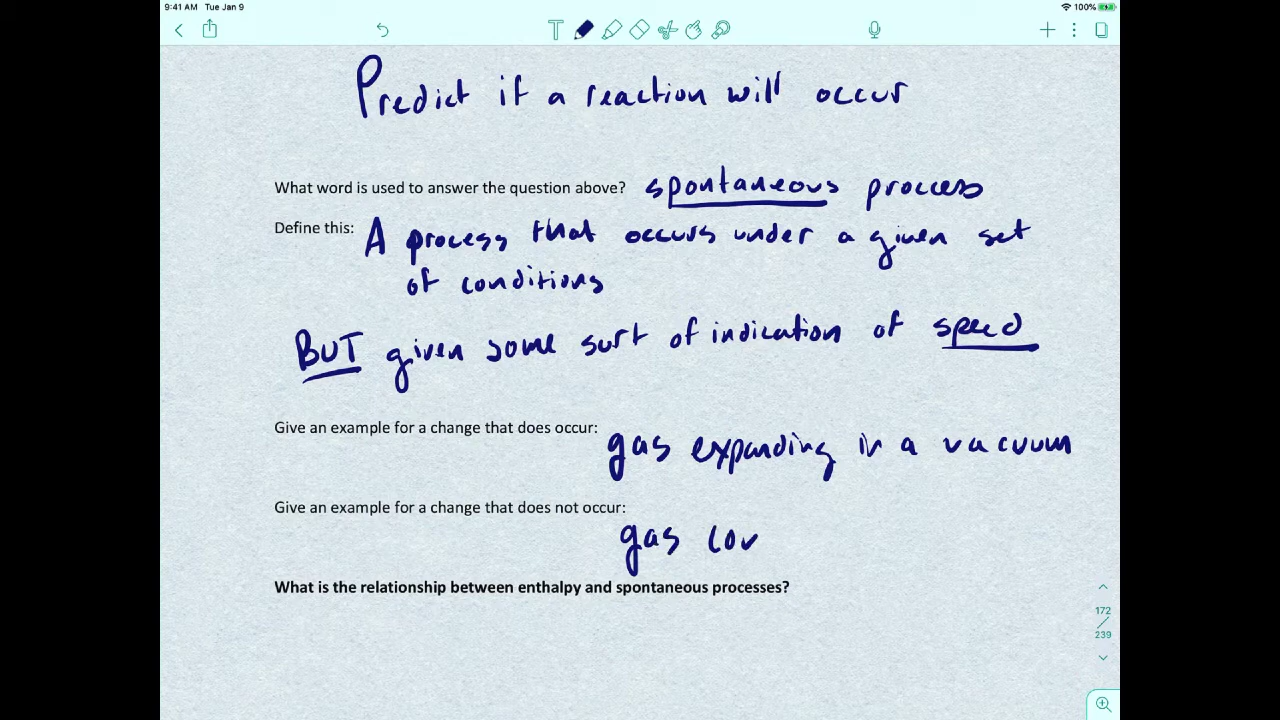 9:41 AM Tue Jan 9
100%
Predict if a reaction will occur
What word is used to answer the question above? spontaneous proccess
Define this: A process that occurs under a given set
of conditions
BUT given some sort of indication of speed
Give an example for a change that does occur: gas expanding in a vacuum
Give an example for a change that does not occur:
gas cov
What is the relationship between enthalpy and spontaneous processes?
172
239